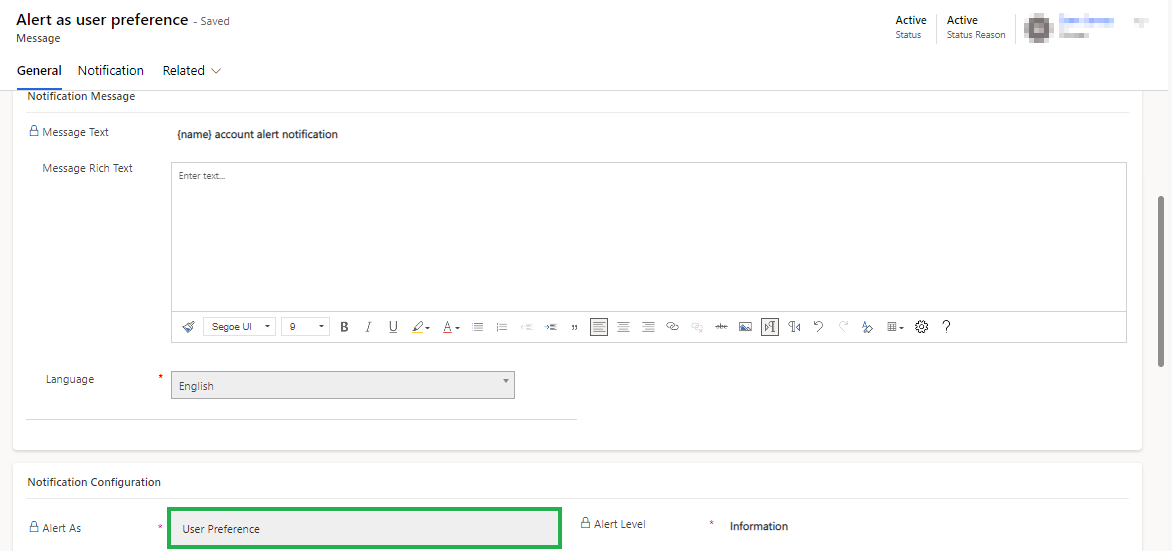 Alert as user preference - Saved
Message
Active
Status
Active
Status Reason
General Notification Related
Notification Message
Message Text {name} account alert notification
Message Rich Text
Enter text...
Segoe UI 9 B I U A abc ?
Language * English
Notification Configuration
Alert As * User Preference
Alert Level * Information